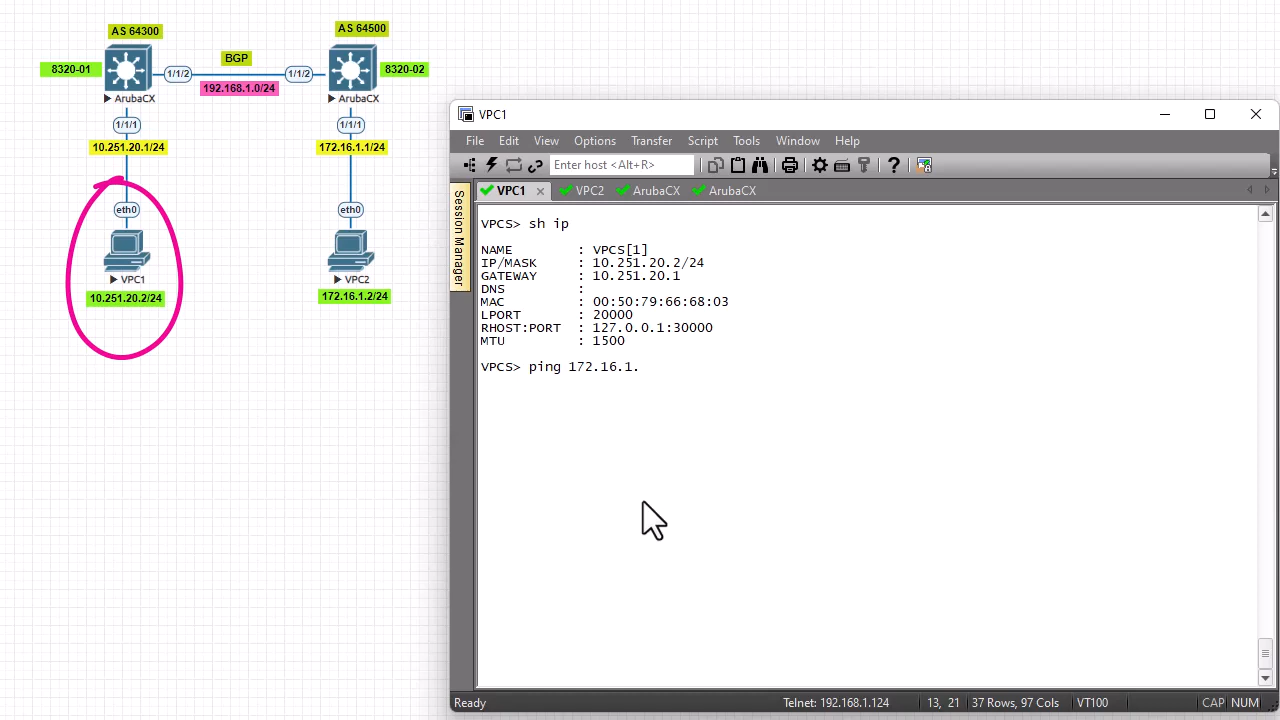 AS 64300
AS 64500
8320-01
1/1/2
BGP
1/1/2
8320-02
192.168.1.0/24
ArubaCX
ArubaCX
1/1/1
1/1/1
10.251.20.1/24
172.16.1.1/24
eth0
eth0
VPC1
VPC2
10.251.20.2/24
172.16.1.2/24
VPC1
File Edit View Options Transfer Script Tools Window Help
Enter host <Alt+R>
Session Manager
VPC1 VPC2 ArubaCX ArubaCX
VPCS> sh ip
NAME : VPCS[1]
IP/MASK : 10.251.20.2/24
GATEWAY : 10.251.20.1
DNS :
MAC : 00:50:79:66:68:03
LPORT : 20000
RHOST:PORT : 127.0.0.1:30000
MTU : 1500
VPCS> ping 172.16.1.
Ready Telnet: 192.168.1.124 13, 21 37 Rows, 97 Cols VT100 CAP NUM